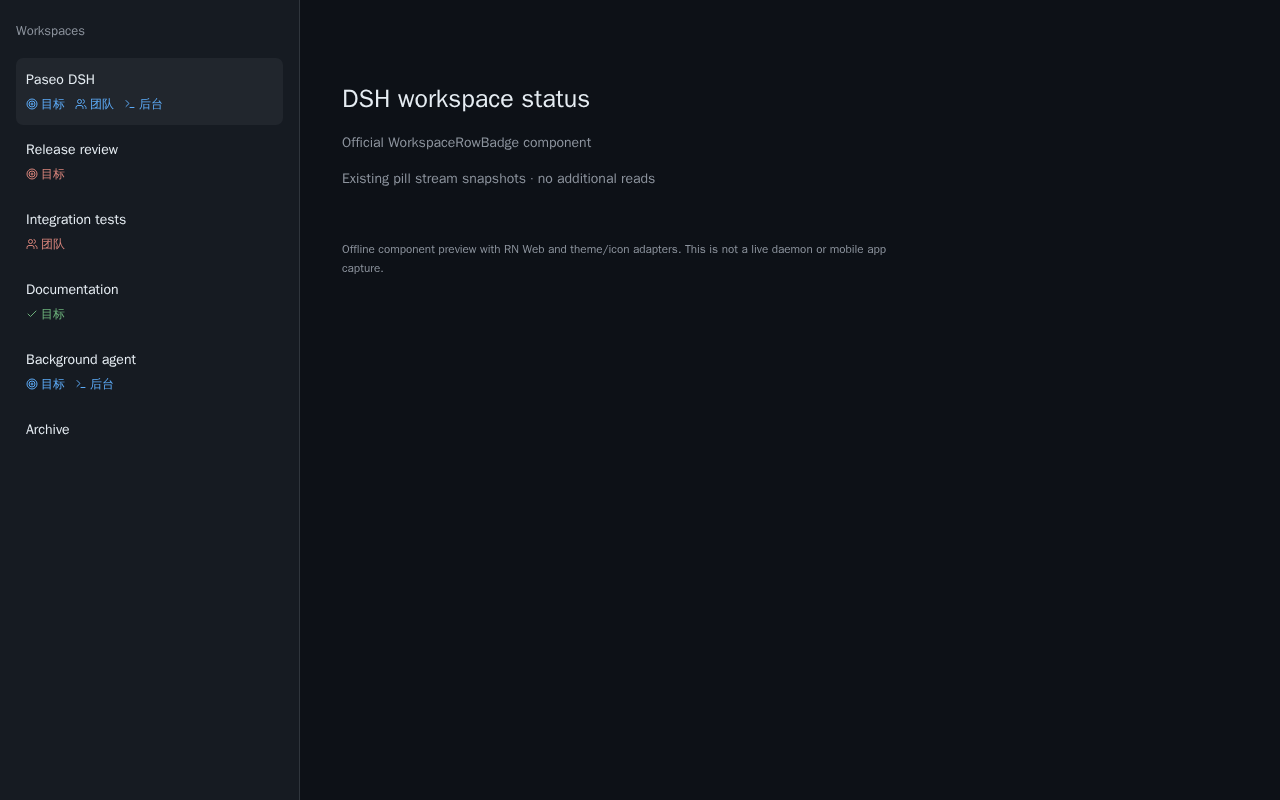 Workspaces
Paseo DSH
目标 团队 后台
Release review
目标
Integration tests
团队
Documentation
目标
Background agent
目标 后台
Archive
DSH workspace status
Official WorkspaceRowBadge component
Existing pill stream snapshots · no additional reads
Offline component preview with RN Web and theme/icon adapters. This is not a live daemon or mobile app
capture.